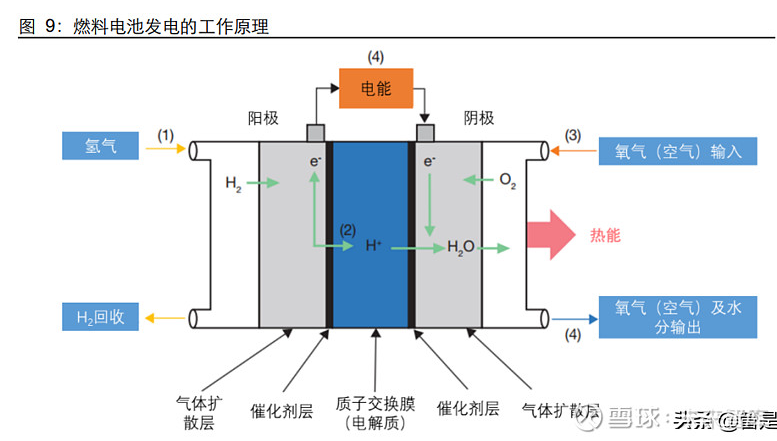 图 9：燃料电池发电的工作原理
(4)
电能
阳极
阴极
氢气
(1)
(3)
氧气（空气）输入
e-
e-
H2
O2
(2)
H+
H2O
热能
H2回收
氧气（空气）及水
分输出
(4)
气体扩
散层
催化剂层
质子交换膜
（电解质）
催化剂层
气体扩散层
雪球
头条 @暂是